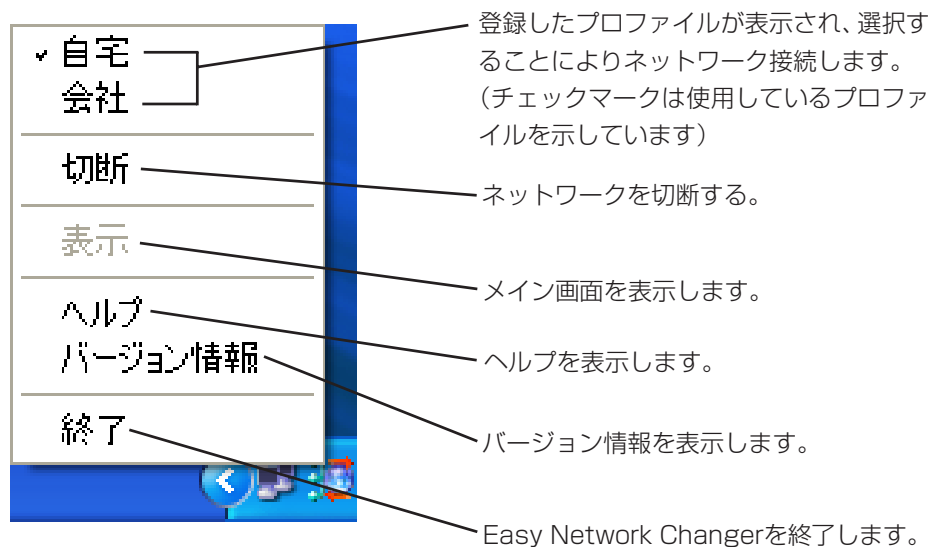 自宅
会社
切断
表示
ヘルプ
バージョン情報
終了
登録したプロファイルが表示され、選択す
ることによりネットワーク接続します。
（チェックマークは使用しているプロファ
イルを示しています）
ネットワークを切断する。
メイン画面を表示します。
ヘルプを表示します。
バージョン情報を表示します。
Easy Network Changerを終了します。